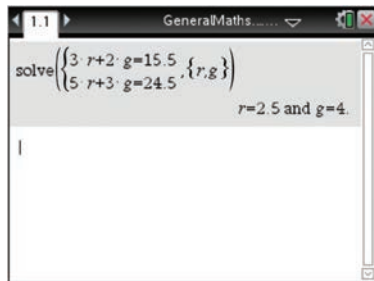 1.1 GeneralMaths......
solve({3· r+2· g=15.5
5· r+3· g=24.5 ,{r,g})
r=2.5 and g=4.